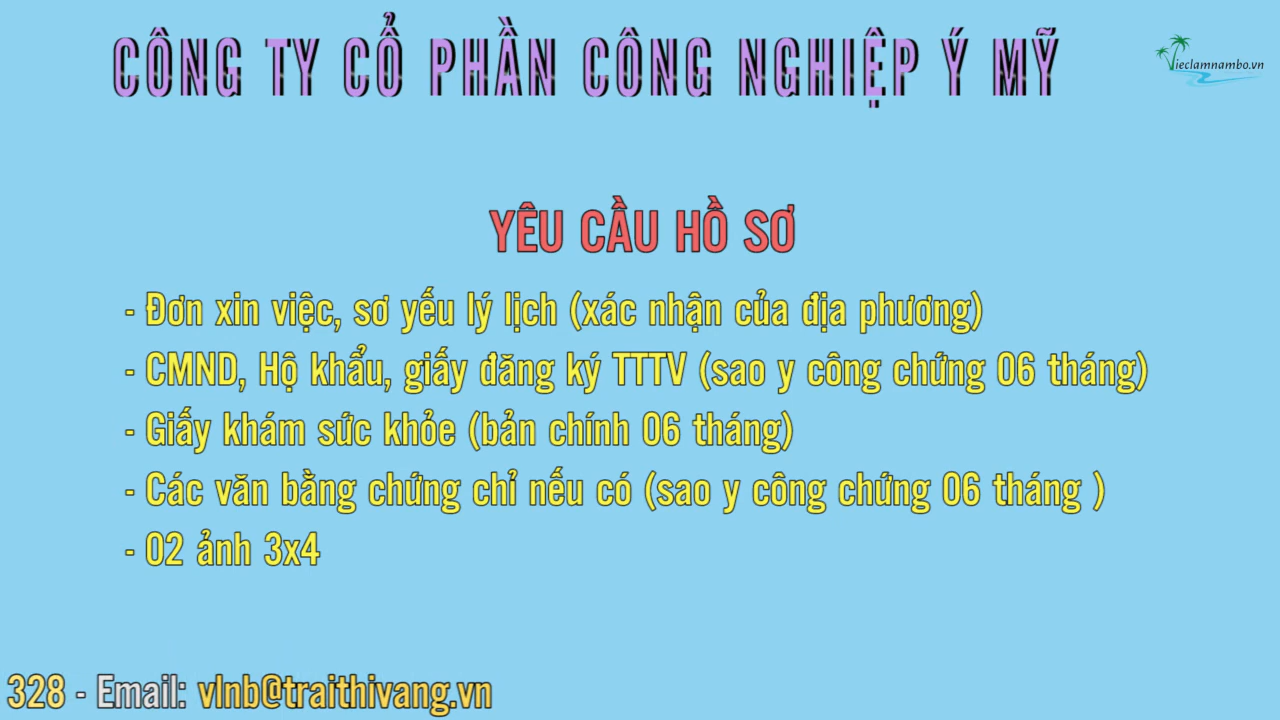 CÔNG TY CỔ PHẦN CÔNG NGHIỆP Ý MỸ
Vieclamnambo.vn
YÊU CẦU HỒ SƠ
- Đơn xin việc, sơ yếu lý lịch (xác nhận của địa phương)
- CMND, Hộ khẩu, giấy đăng ký TTTV (sao y công chứng 06 tháng)
- Giấy khám sức khỏe (bản chính 06 tháng)
- Các văn bằng chứng chỉ nếu có (sao y công chứng 06 tháng )
- 02 ảnh 3x4
328 - Email: vlnb@traithivang.vn